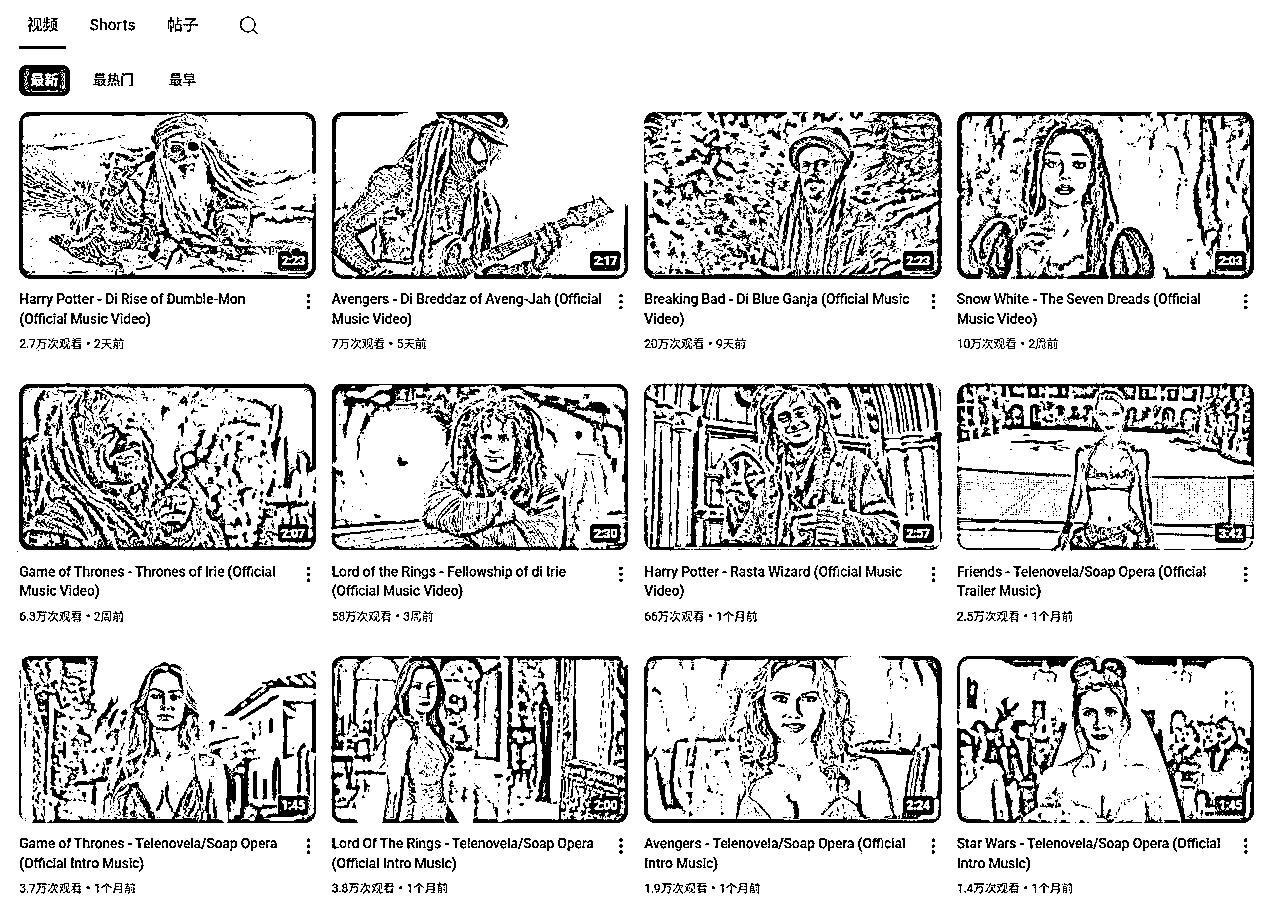 视频 Shorts 帖子
最新 最热门 最早
2:23 2:17 2:23 2:03
Harry Potter - Di Rise of Dumble-Mon (Official Music Video)
2.7万次观看 • 2天前
Avengers - Di Breddaz of Aveng-Jah (Official Music Video)
7万次观看 • 5天前
Breaking Bad - Di Blue Ganja (Official Music Video)
20万次观看 • 9天前
Snow White - The Seven Dreads (Official Music Video)
10万次观看 • 2周前
2:07 2:30 2:57 3:42
Game of Thrones - Thrones of Irie (Official Music Video)
6.3万次观看 • 2周前
Lord of the Rings - Fellowship of di Irie (Official Music Video)
58万次观看 • 3周前
Harry Potter - Rasta Wizard (Official Music Video)
66万次观看 • 1个月前
Friends - Telenovela/Soap Opera (Official Trailer Music)
2.5万次观看 • 1个月前
1:45 2:00 2:24 1:45
Game of Thrones - Telenovela/Soap Opera (Official Intro Music)
3.7万次观看 • 1个月前
Lord Of The Rings - Telenovela/Soap Opera (Official Intro Music)
3.8万次观看 • 1个月前
Avengers - Telenovela/Soap Opera (Official Intro Music)
1.9万次观看 • 1个月前
Star Wars - Telenovela/Soap Opera (Official Intro Music)
1.4万次观看 • 1个月前